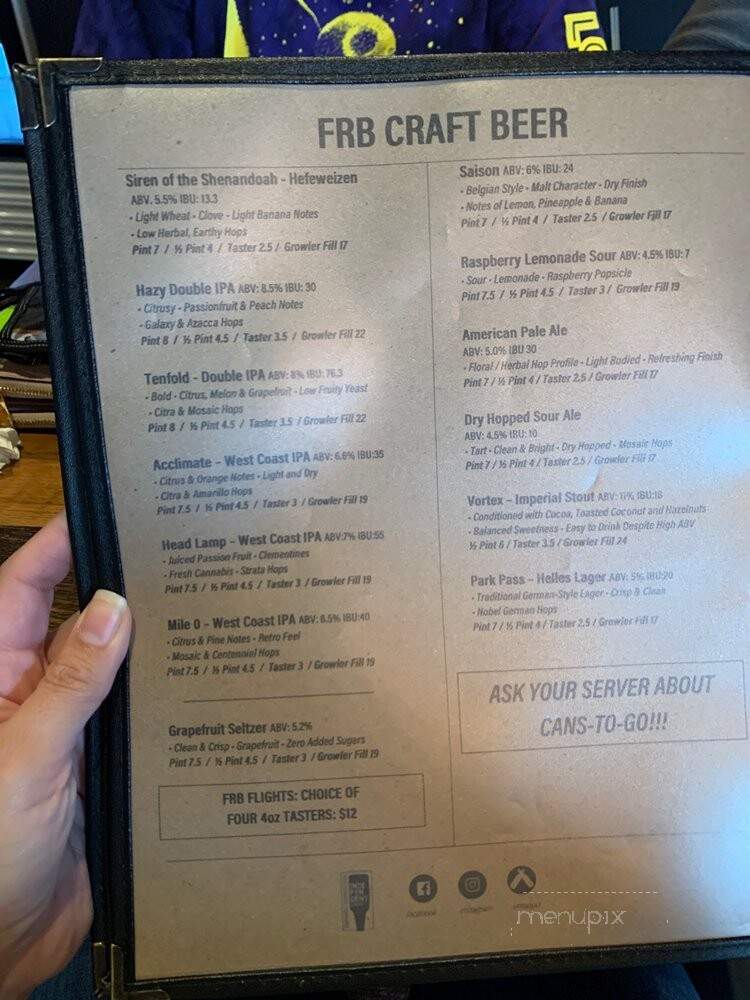 FRB CRAFT BEER
Siren of the Shenandoah - Hefeweizen
ABV. 5.5% IBU: 13.3
• Light Wheat • Clove • Light Banana Notes
• Low Herbal, Earthy Hops
Pint 7 / ½ Pint 4 / Taster 2.5 / Growler Fill 17
Hazy Double IPA ABV: 8.5% IBU: 30
• Citrusy • Passionfruit & Peach Notes
• Galaxy & Azacca Hops
Pint 8 / ½ Pint 4.5 / Taster 3.5 / Growler Fill 22
Tenfold - Double IPA ABV: 8% IBU: 76.3
• Bold • Citrus, Melon & Grapefruit • Low Fruity Yeast
• Citra & Mosaic Hops
Pint 8 / ½ Pint 4.5 / Taster 3.5 / Growler Fill 22
Acclimate - West Coast IPA ABV: 6.6% IBU:35
• Citrus & Orange Notes • Light and Dry
• Citra & Amarillo Hops
Pint 7.5 / ½ Pint 4.5 / Taster 3 / Growler Fill 19
Head Lamp - West Coast IPA ABV:7% IBU:55
• Juiced Passion Fruit • Clementines
• Fresh Cannabis • Strata Hops
Pint 7.5 / ½ Pint 4.5 / Taster 3 / Growler Fill 19
Mile 0 - West Coast IPA ABV: 6.5% IBU:40
• Citrus & Pine Notes • Retro Feel
• Mosaic & Centennial Hops
Pint 7.5 / ½ Pint 4.5 / Taster 3 / Growler Fill 19
Grapefruit Seltzer ABV: 5.2%
• Clean & Crisp • Grapefruit • Zero Added Sugars
Pint 7.5 / ½ Pint 4.5 / Taster 3 / Growler Fill 19
FRB FLIGHTS: CHOICE OF
FOUR 4oz TASTERS: $12
Saison ABV: 6% IBU: 24
• Belgian Style • Malt Character • Dry Finish
• Notes of Lemon, Pineapple & Banana
Pint 7 / ½ Pint 4 / Taster 2.5 / Growler Fill 17
Raspberry Lemonade Sour ABV: 4.5% IBU: 7
• Sour • Lemonade • Raspberry Popsicle
Pint 7.5 / ½ Pint 4.5 / Taster 3 / Growler Fill 19
American Pale Ale
ABV: 5.0% IBU 30
• Floral / Herbal Hop Profile • Light Bodied • Refreshing Finish
Pint 7 / ½ Pint 4 / Taster 2.5 / Growler Fill 17
Dry Hopped Sour Ale
ABV: 4.5% IBU: 10
• Tart • Clean & Bright • Dry Hopped • Mosaic Hops
Pint 7 / ½ Pint 4 / Taster 2.5 / Growler Fill 17
Vortex - Imperial Stout ABV: 11% IBU:18
• Conditioned with Cocoa, Toasted Coconut and Hazelnuts
• Balanced Sweetness • Easy to Drink Despite High ABV
½ Pint 6 / Taster 3.5 / Growler Fill 24
Park Pass - Helles Lager ABV: 5% IBU:20
• Traditional German-Style Lager • Crisp & Clean
• Nobel German Hops
Pint 7 / ½ Pint 4 / Taster 2.5 / Growler Fill 17
ASK YOUR SERVER ABOUT
CANS-TO-GO!!!
facebook
instagram
menupix